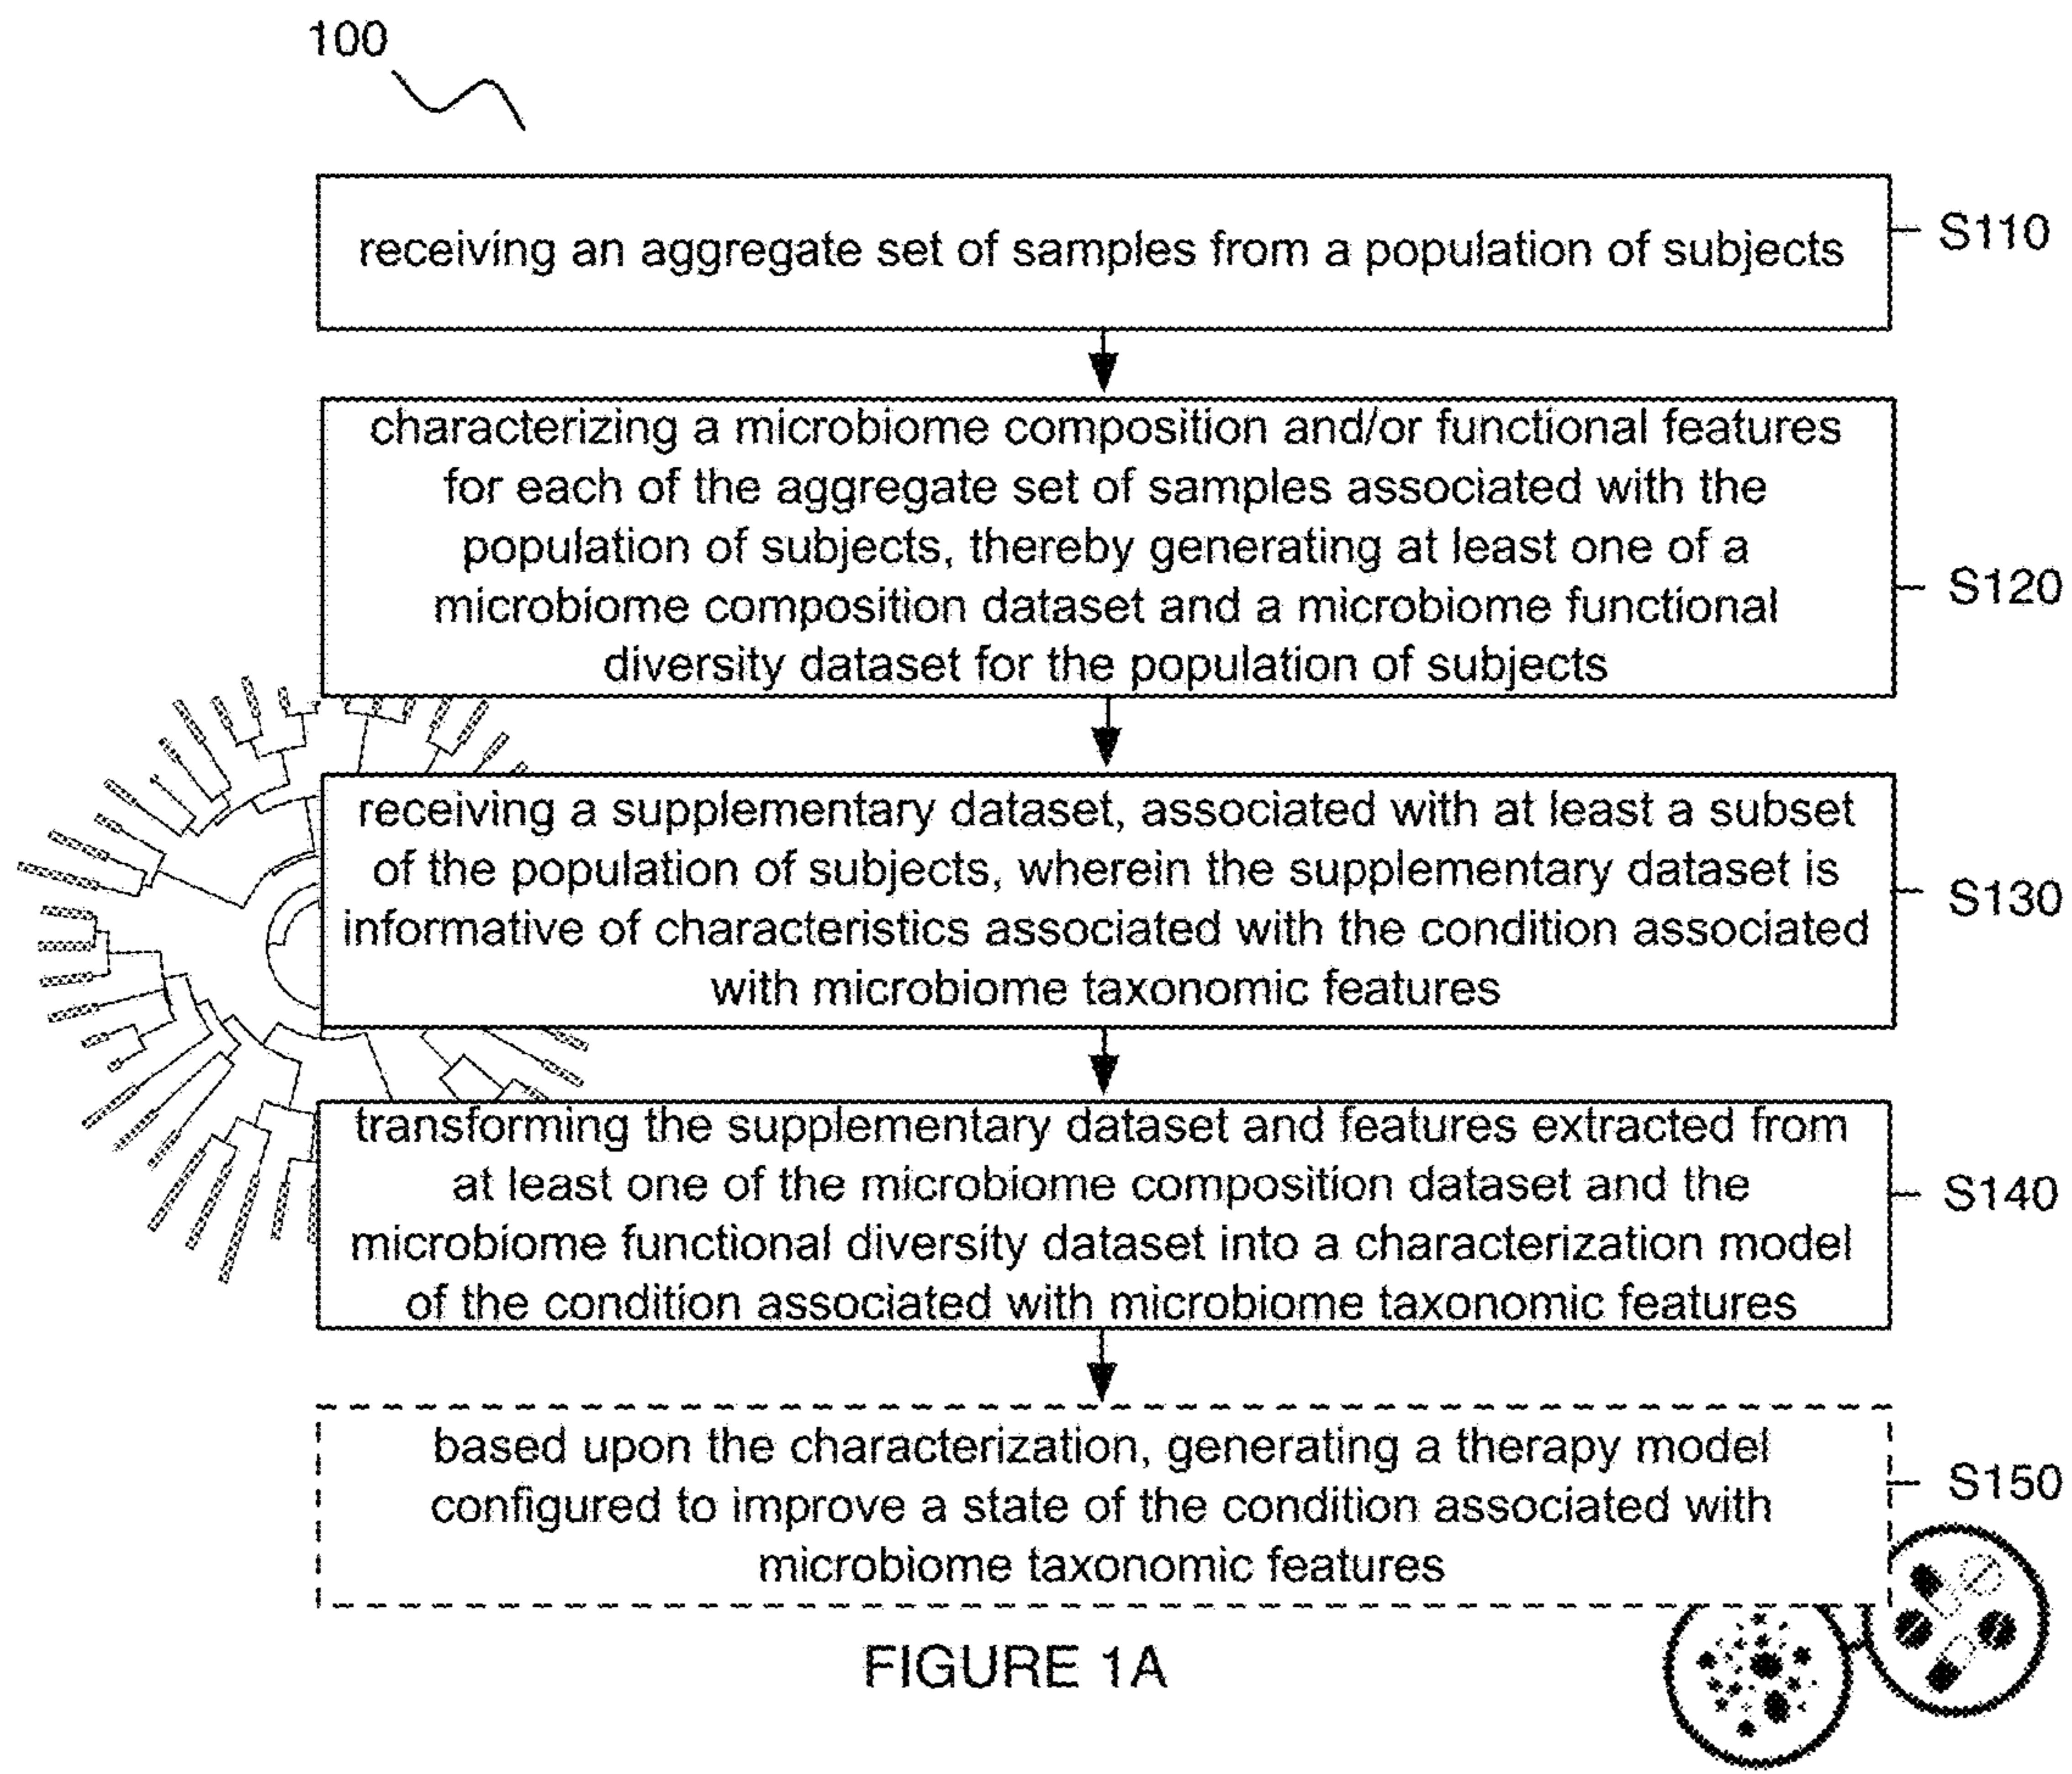 100
receiving an aggregate set of samples from a population of subjects
S110
characterizing a microbiome composition and/or functional features
for each of the aggregate set of samples associated with the
population of subjects, thereby generating at least one of a
microbiome composition dataset and a microbiome functional
diversity dataset for the population of subjects
S120
receiving a supplementary dataset, associated with at least a subset
of the population of subjects, wherein the supplementary dataset is
informative of characteristics associated with the condition associated
with microbiome taxonomic features
S130
transforming the supplementary dataset and features extracted from
at least one of the microbiome composition dataset and the
microbiome functional diversity dataset into a characterization model
of the condition associated with microbiome taxonomic features
S140
based upon the characterization, generating a therapy model
configured to improve a state of the condition associated with
microbiome taxonomic features
S150
FIGURE 1A